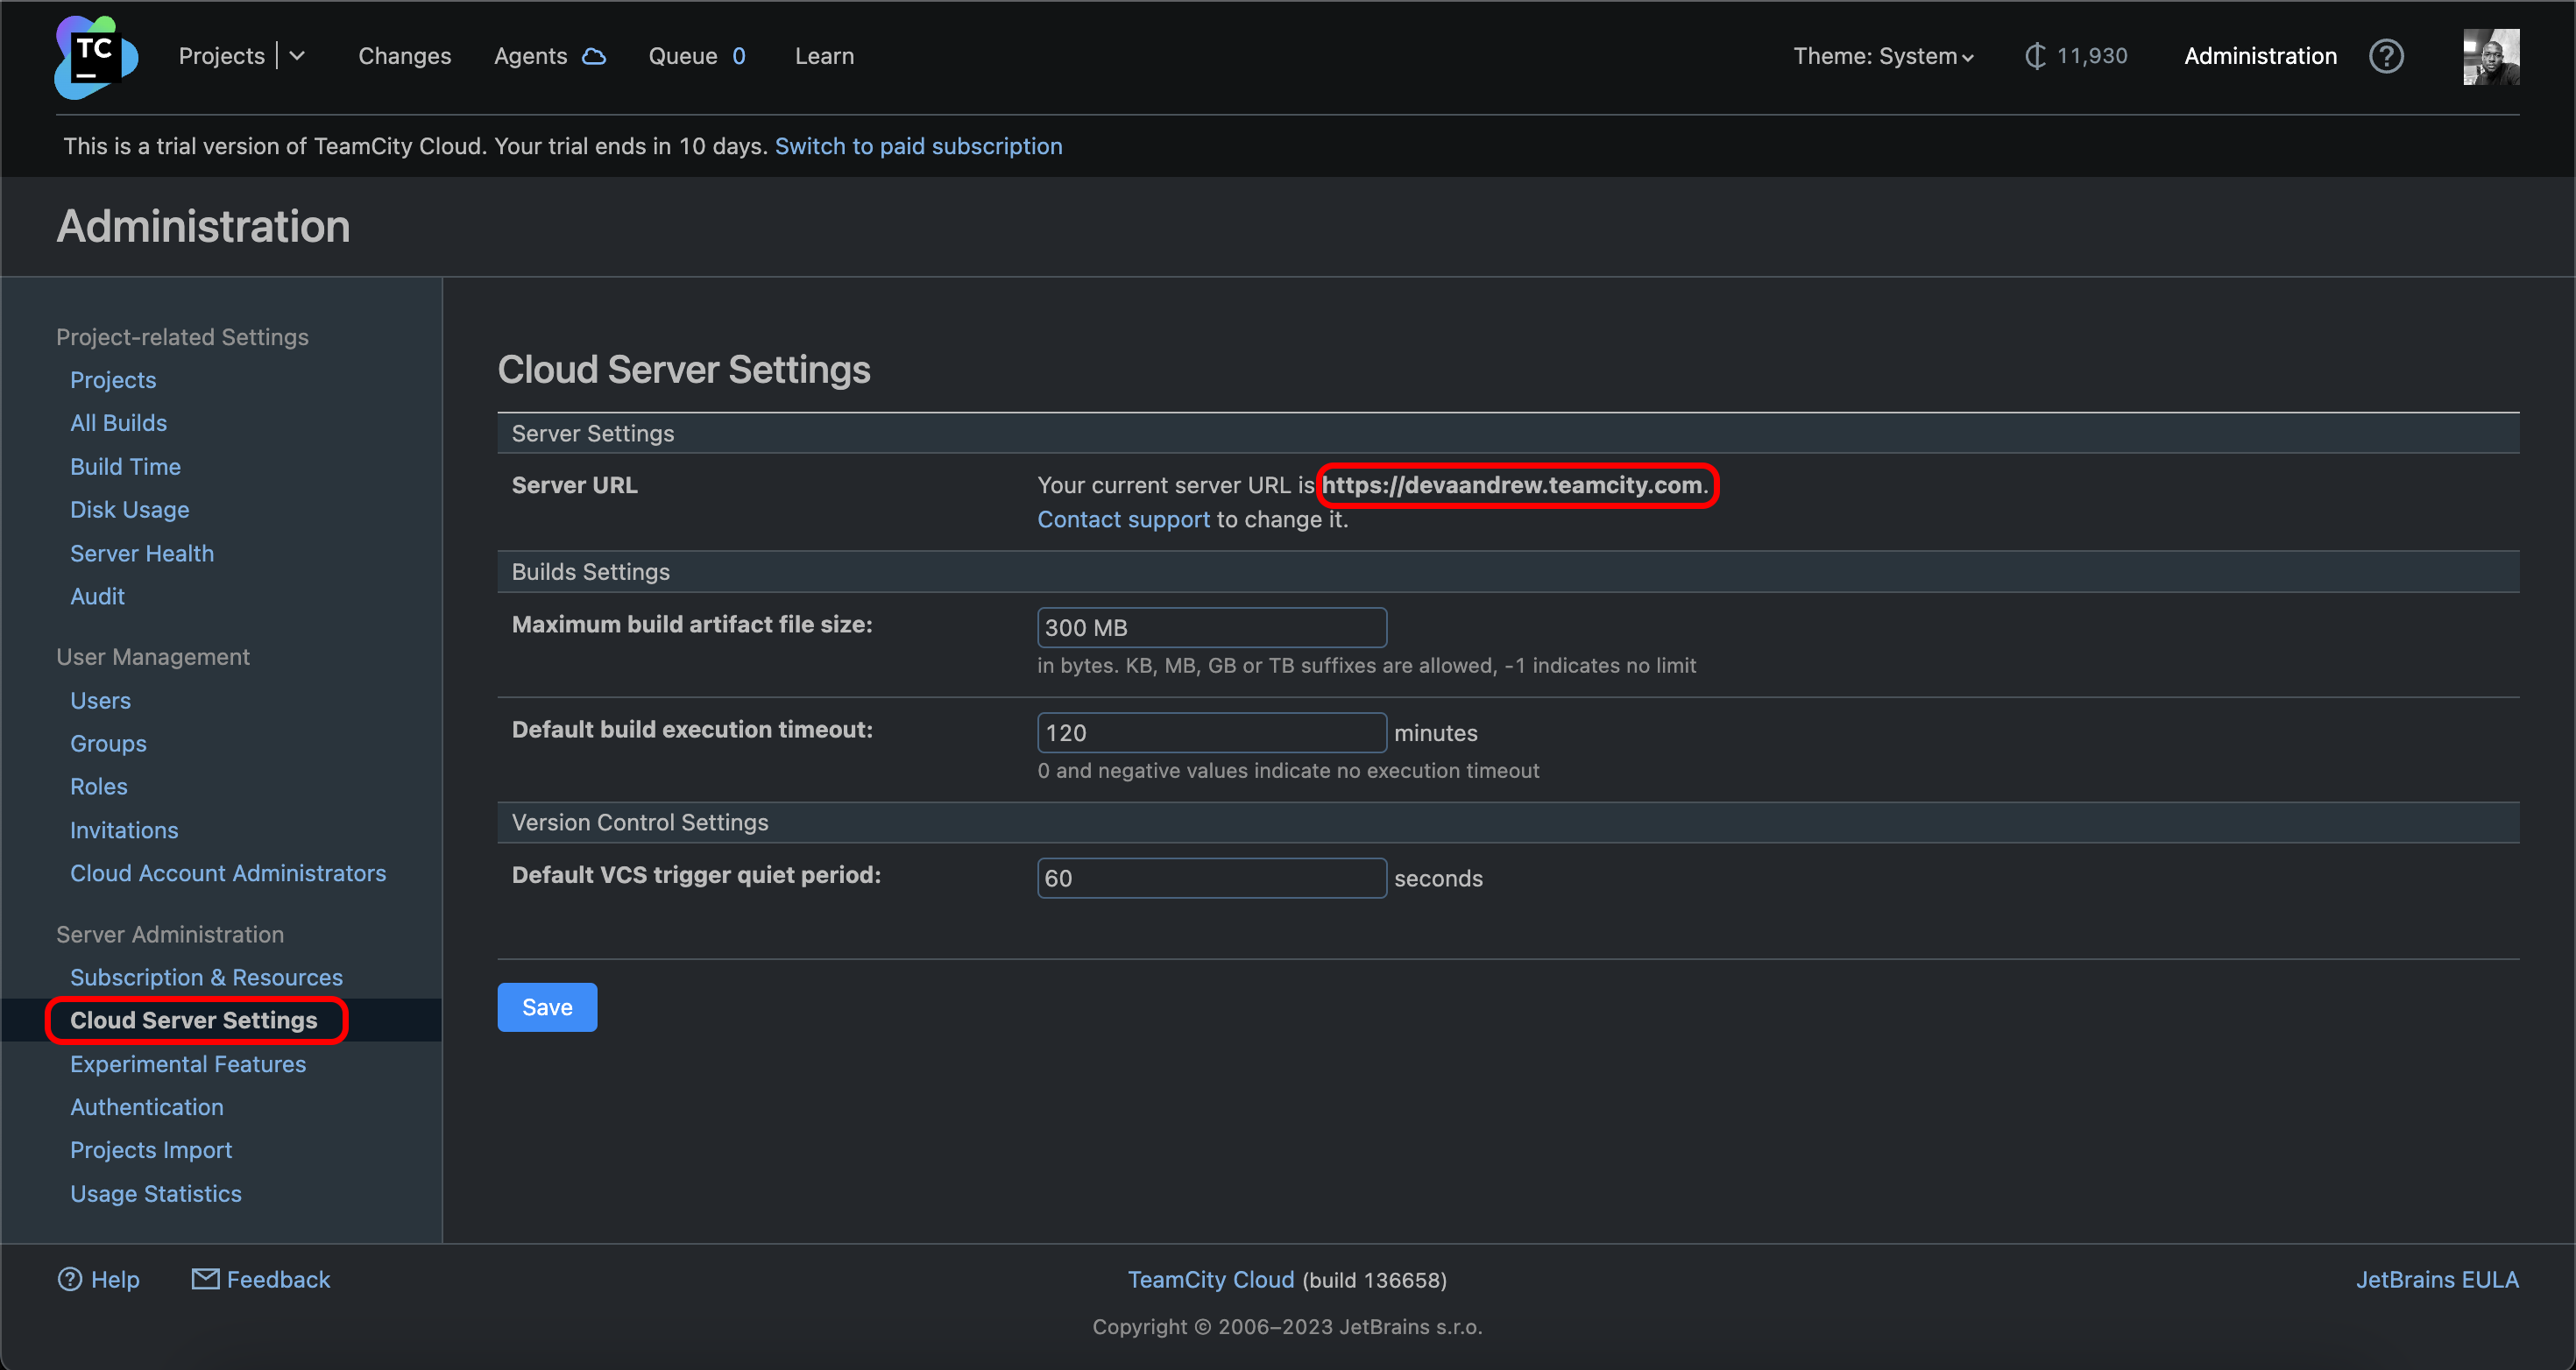 TC
Projects
Changes
Agents
Queue 0
Learn
Theme: System
11,930
Administration
This is a trial version of TeamCity Cloud. Your trial ends in 10 days. Switch to paid subscription
Administration
Project-related Settings
Projects
All Builds
Build Time
Disk Usage
Server Health
Audit
User Management
Users
Groups
Roles
Invitations
Cloud Account Administrators
Server Administration
Subscription & Resources
Cloud Server Settings
Experimental Features
Authentication
Projects Import
Usage Statistics
Cloud Server Settings
Server Settings
Server URL
Your current server URL is https://devaandrew.teamcity.com.
Contact support to change it.
Builds Settings
Maximum build artifact file size:
300 MB
in bytes. KB, MB, GB or TB suffixes are allowed, -1 indicates no limit
Default build execution timeout:
120 minutes
0 and negative values indicate no execution timeout
Version Control Settings
Default VCS trigger quiet period:
60 seconds
Save
Help
Feedback
TeamCity Cloud (build 136658)
JetBrains EULA
Copyright © 2006–2023 JetBrains s.r.o.